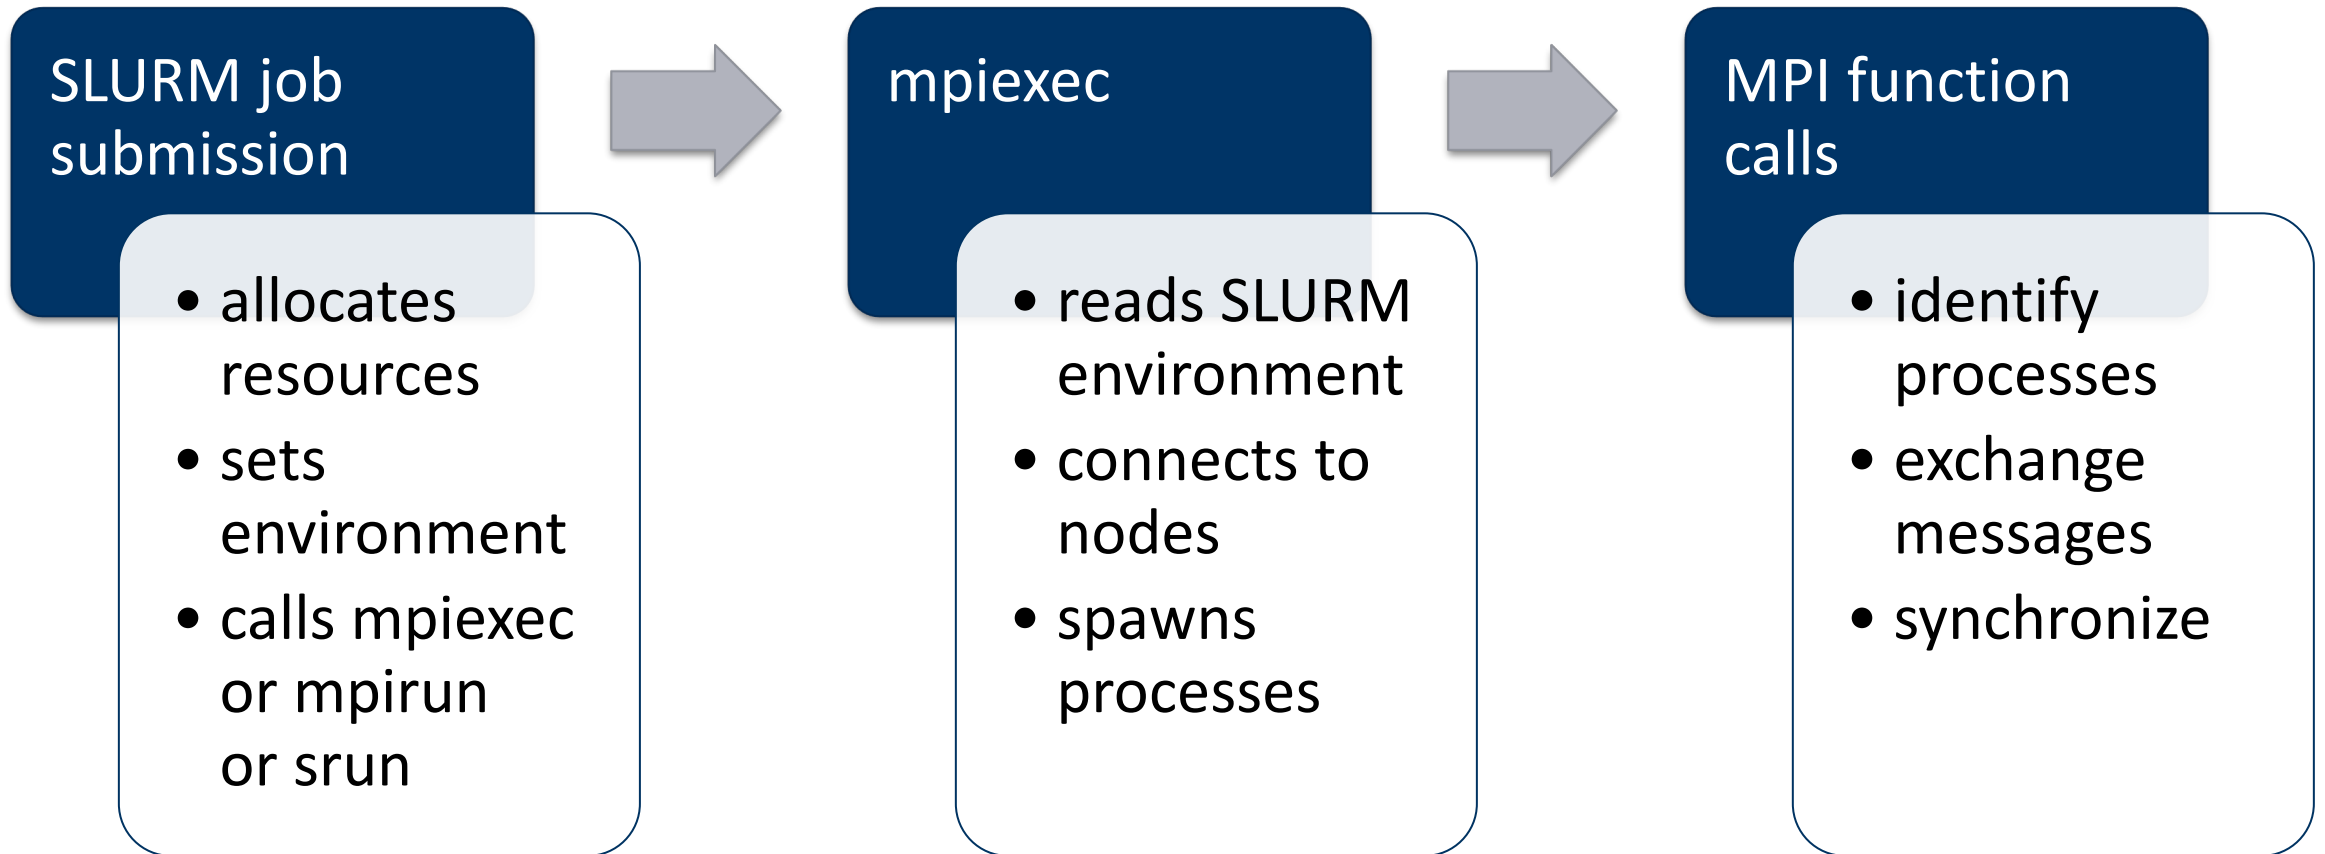 SLURM job
submission
• allocates
resources
• sets
environment
• calls mpiexec
or mpirun
or srun
mpiexec
• reads SLURM
environment
• connects to
nodes
• spawns
processes
MPI function
calls
• identify
processes
• exchange
messages
• synchronize